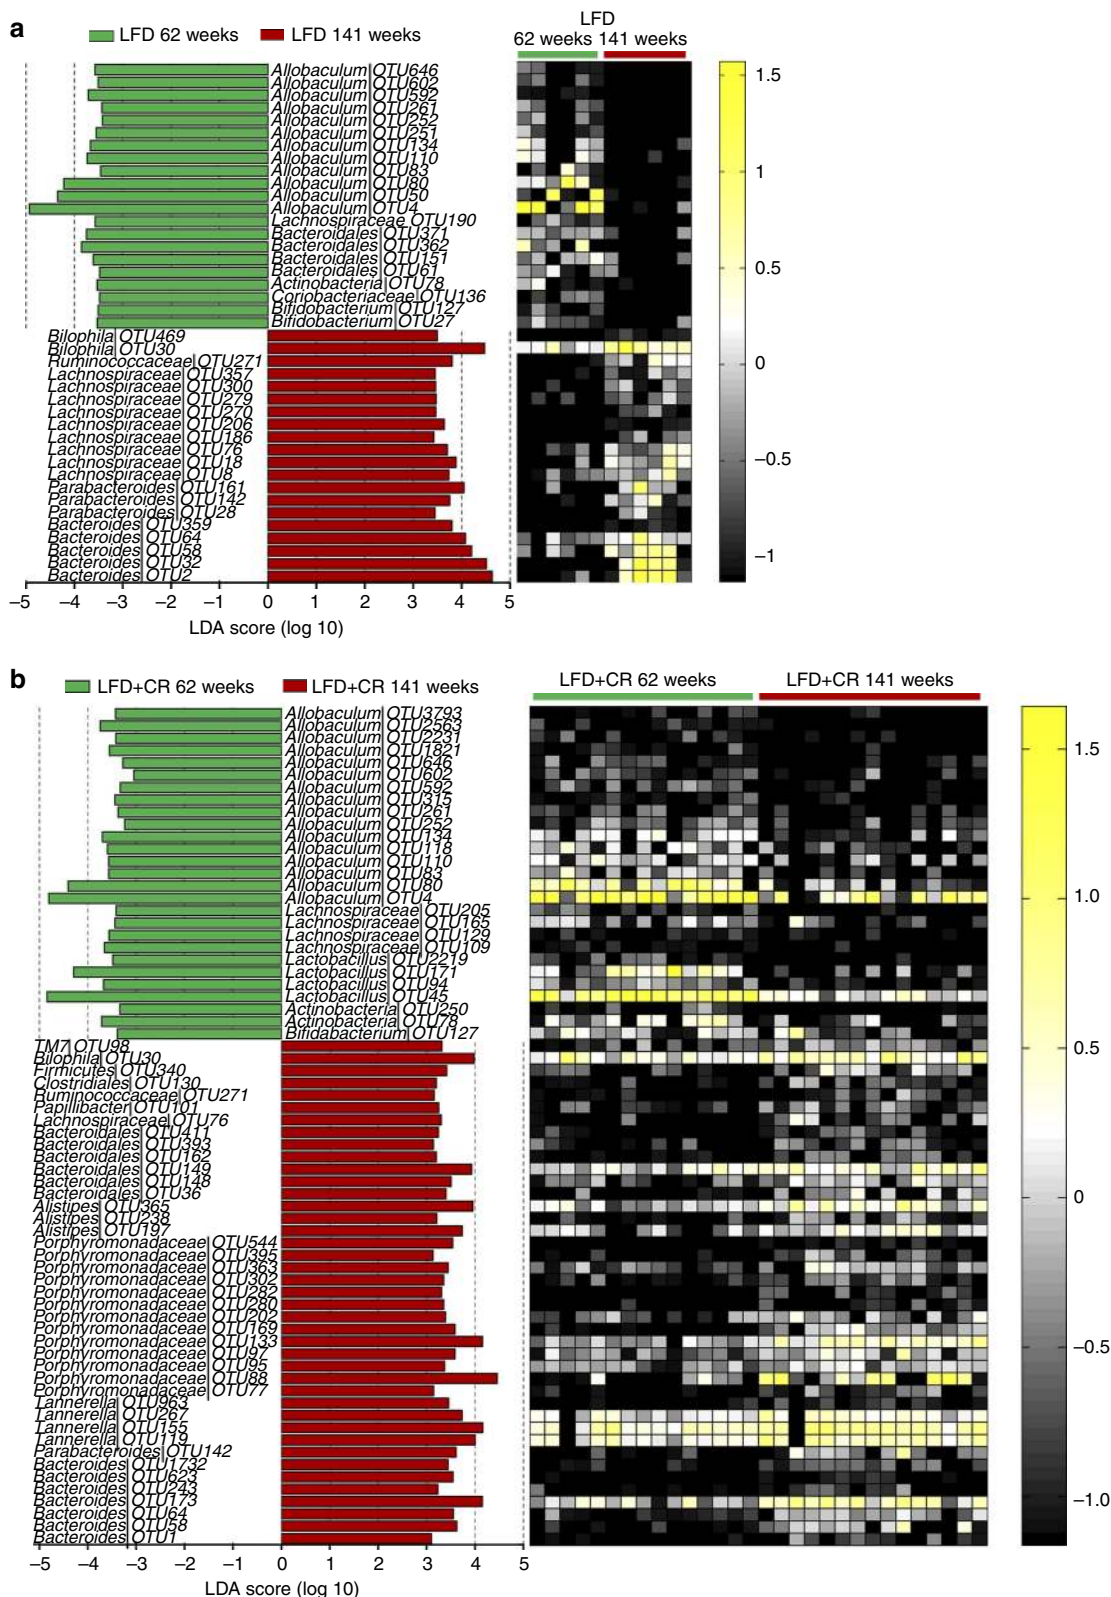 a
LFD 62 weeks LFD 141 weeks
LFD
62 weeks 141 weeks
Allobaculum OTU646
Allobaculum OTU602
Allobaculum OTU592
Allobaculum OTU261
Allobaculum OTU252
Allobaculum OTU251
Allobaculum OTU134
Allobaculum OTU110
Allobaculum OTU83
Allobaculum OTU80
Allobaculum OTU50
Allobaculum OTU4
Lachnospiraceae OTU190
Bacteroidales OTU371
Bacteroidales OTU362
Bacteroidales OTU151
Bacteroidales OTU61
Actinobacteria OTU78
Coriobacteriaceae OTU136
Bifidobacterium OTU127
Bifidobacterium OTU27
Bilophila OTU469
Bilophila OTU30
Ruminococcaceae OTU271
Lachnospiraceae OTU357
Lachnospiraceae OTU300
Lachnospiraceae OTU279
Lachnospiraceae OTU270
Lachnospiraceae OTU206
Lachnospiraceae OTU186
Lachnospiraceae OTU76
Lachnospiraceae OTU18
Lachnospiraceae OTU8
Parabacteroides OTU161
Parabacteroides OTU142
Parabacteroides OTU28
Bacteroides OTU359
Bacteroides OTU64
Bacteroides OTU58
Bacteroides OTU32
Bacteroides OTU2
–5 –4 –3 –2 –1 0 1 2 3 4 5
LDA score (log 10)
1.5
1
0.5
0
–0.5
–1
b
LFD+CR 62 weeks LFD+CR 141 weeks
LFD+CR 62 weeks LFD+CR 141 weeks
Allobaculum OTU3793
Allobaculum OTU2563
Allobaculum OTU2231
Allobaculum OTU1821
Allobaculum OTU646
Allobaculum OTU602
Allobaculum OTU592
Allobaculum OTU315
Allobaculum OTU261
Allobaculum OTU252
Allobaculum OTU134
Allobaculum OTU118
Allobaculum OTU110
Allobaculum OTU83
Allobaculum OTU80
Allobaculum OTU4
Lachnospiraceae OTU205
Lachnospiraceae OTU165
Lachnospiraceae OTU129
Lachnospiraceae OTU109
Lactobacillus OTU2219
Lactobacillus OTU171
Lactobacillus OTU94
Lactobacillus OTU45
Actinobacteria OTU250
Actinobacteria OTU78
Bifidabacterium OTU127
TM7 OTU98
Bilophila OTU30
Firmicutes OTU340
Clostridiales OTU130
Ruminococcaceae OTU271
Papillibacter OTU101
Lachnospiraceae OTU76
Bacteroidales OTU411
Bacteroidales OTU393
Bacteroidales OTU162
Bacteroidales OTU149
Bacteroidales OTU148
Bacteroidales OTU36
Alistipes OTU365
Alistipes OTU238
Alistipes OTU197
Porphyromonadaceae OTU544
Porphyromonadaceae OTU395
Porphyromonadaceae OTU363
Porphyromonadaceae OTU302
Porphyromonadaceae OTU282
Porphyromonadaceae OTU280
Porphyromonadaceae OTU202
Porphyromonadaceae OTU169
Porphyromonadaceae OTU133
Porphyromonadaceae OTU97
Porphyromonadaceae OTU95
Porphyromonadaceae OTU88
Porphyromonadaceae OTU77
Tannerella OTU963
Tannerella OTU267
Tannerella OTU155
Tannerella OTU119
Parabacteroides OTU142
Bacteroides OTU1732
Bacteroides OTU623
Bacteroides OTU243
Bacteroides OTU173
Bacteroides OTU64
Bacteroides OTU58
Bacteroides OTU1
–5 –4 –3 –2 –1 0 1 2 3 4 5
LDA score (log 10)
1.5
1.0
0.5
0
–0.5
–1.0